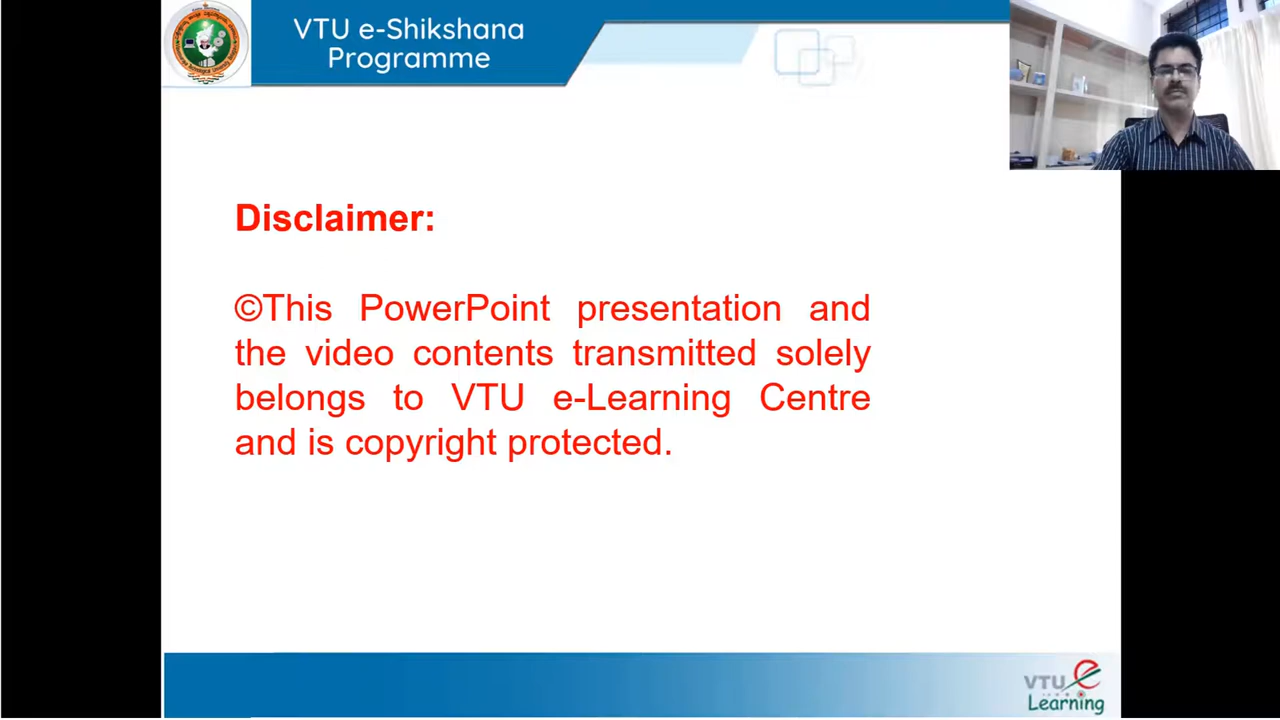 VTU e-Shikshana
Programme
Disclaimer:
©This PowerPoint presentation and
the video contents transmitted solely
belongs to VTU e-Learning Centre
and is copyright protected.
VTU e
Learning